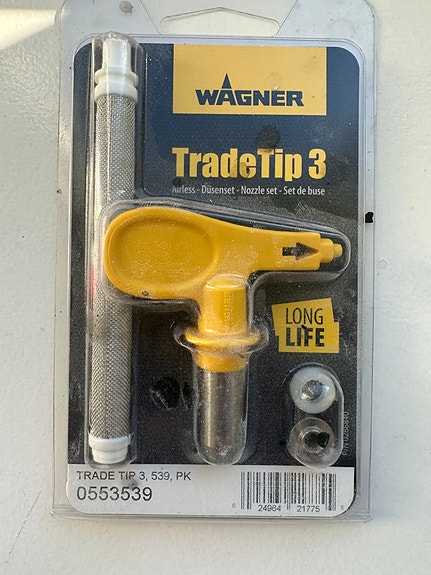 WAGNER
TradeTip 3
Airless - Düsenset - Nozzle set - Set de buse
LONG
LIFE
TRADE TIP 3, 539, PK
0553539
24964 21775